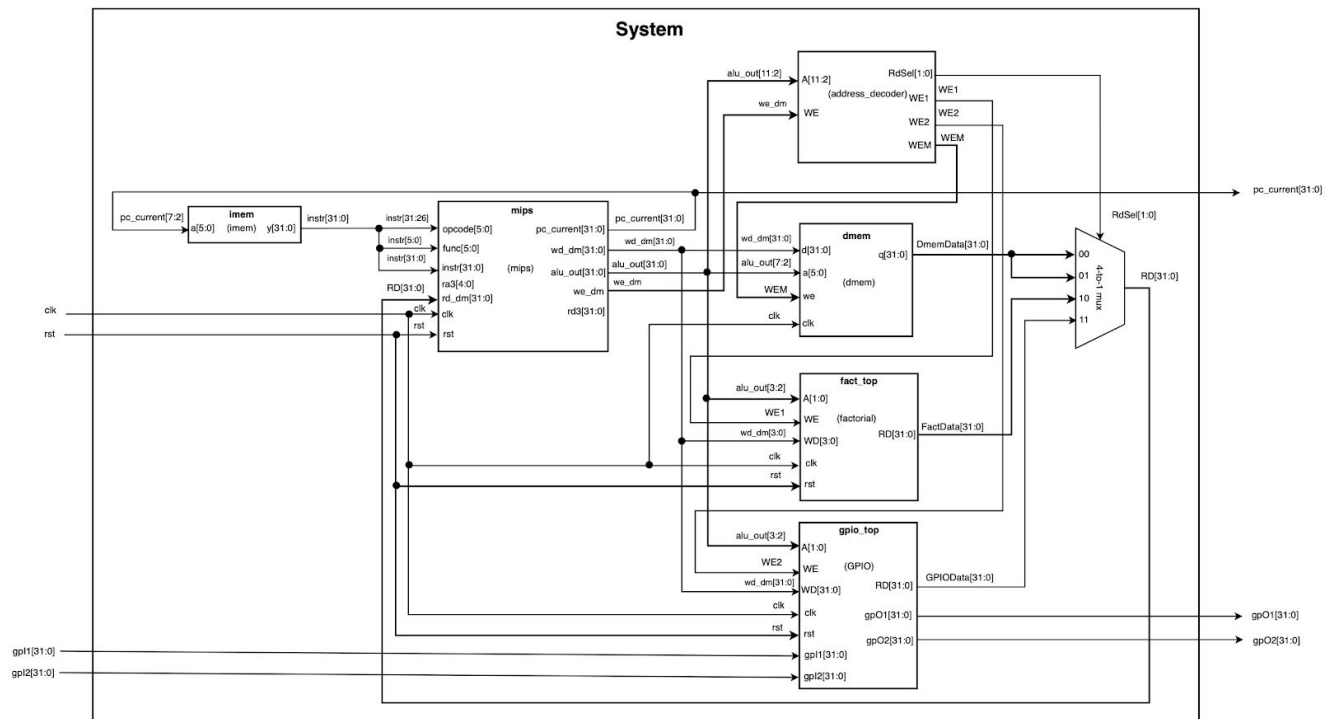 System
alu_out[11:2]
A[11:2]
RdSel[1:0]
(address_decoder)
WE1
WE1
we_dm
WE
WE2
WE2
WEM
WEM
pc_current[31:0]
pc_current[7:2]
a[5:0]
imem
(imem)
y[31:0]
instr[31:0]
instr[31:26]
instr[5:0]
instr[31:0]
RD[31:0]
clk
rst
mips
opcode[5:0]
func[5:0]
instr[31:0]
(mips)
ra3[4:0]
rd_dm[31:0]
clk
rst
pc_current[31:0]
wd_dm[31:0]
alu_out[31:0]
we_dm
rd3[31:0]
pc_current[31:0]
wd_dm[31:0]
alu_out[31:0]
we_dm
clk
rst
dmem
wd_dm[31:0]
d[31:0]
q[31:0]
DmemData[31:0]
alu_out[7:2]
a[5:0]
(dmem)
WEM
we
clk
clk
RdSel[1:0]
00
01
10
11
4-to-1 mux
RD[31:0]
fact_top
alu_out[3:2]
A[1:0]
WE1
WE
(factorial)
wd_dm[3:0]
WD[3:0]
RD[31:0]
FactData[31:0]
clk
clk
rst
rst
gpio_top
alu_out[3:2]
A[1:0]
WE2
WE
(GPIO)
wd_dm[31:0]
WD[31:0]
RD[31:0]
GPIOData[31:0]
clk
clk
gpO1[31:0]
gpO1[31:0]
rst
rst
gpO2[31:0]
gpO2[31:0]
gpI1[31:0]
gpI1[31:0]
gpI2[31:0]
gpI2[31:0]